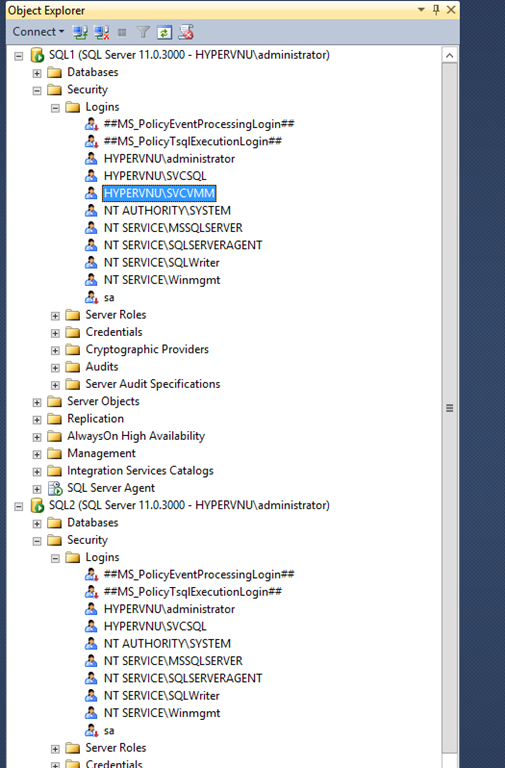 Object Explorer
Connect
SQL1 (SQL Server 11.0.3000 - HYPERVNU\administrator)
Databases
Security
Logins
##MS_PolicyEventProcessingLogin##
##MS_PolicyTsqlExecutionLogin##
HYPERVNU\administrator
HYPERVNU\SVCSQL
HYPERVNU\SVCVMM
NT AUTHORITY\SYSTEM
NT SERVICE\MSSQLSERVER
NT SERVICE\SQLSERVERAGENT
NT SERVICE\SQLWriter
NT SERVICE\Winmgmt
sa
Server Roles
Credentials
Cryptographic Providers
Audits
Server Audit Specifications
Server Objects
Replication
AlwaysOn High Availability
Management
Integration Services Catalogs
SQL Server Agent
SQL2 (SQL Server 11.0.3000 - HYPERVNU\administrator)
Databases
Security
Logins
##MS_PolicyEventProcessingLogin##
##MS_PolicyTsqlExecutionLogin##
HYPERVNU\administrator
HYPERVNU\SVCSQL
NT AUTHORITY\SYSTEM
NT SERVICE\MSSQLSERVER
NT SERVICE\SQLSERVERAGENT
NT SERVICE\SQLWriter
NT SERVICE\Winmgmt
sa
Server Roles
Credentials